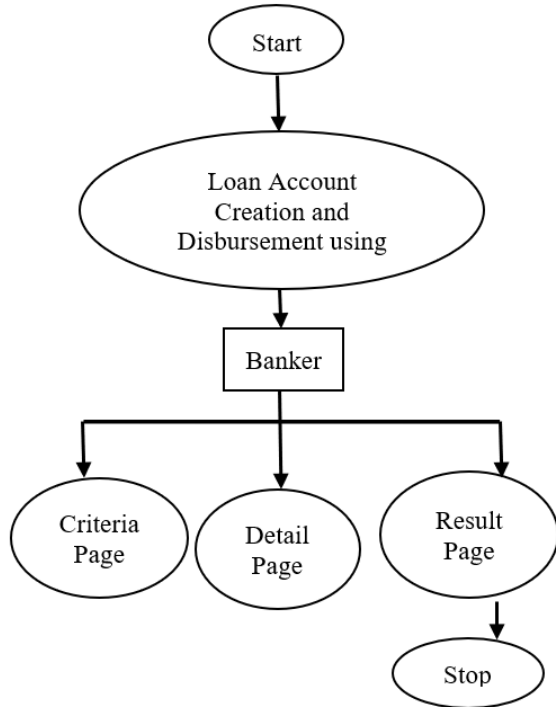 Start
Loan Account
Creation and
Disbursement using
Banker
Criteria
Page
Detail
Page
Result
Page
Stop